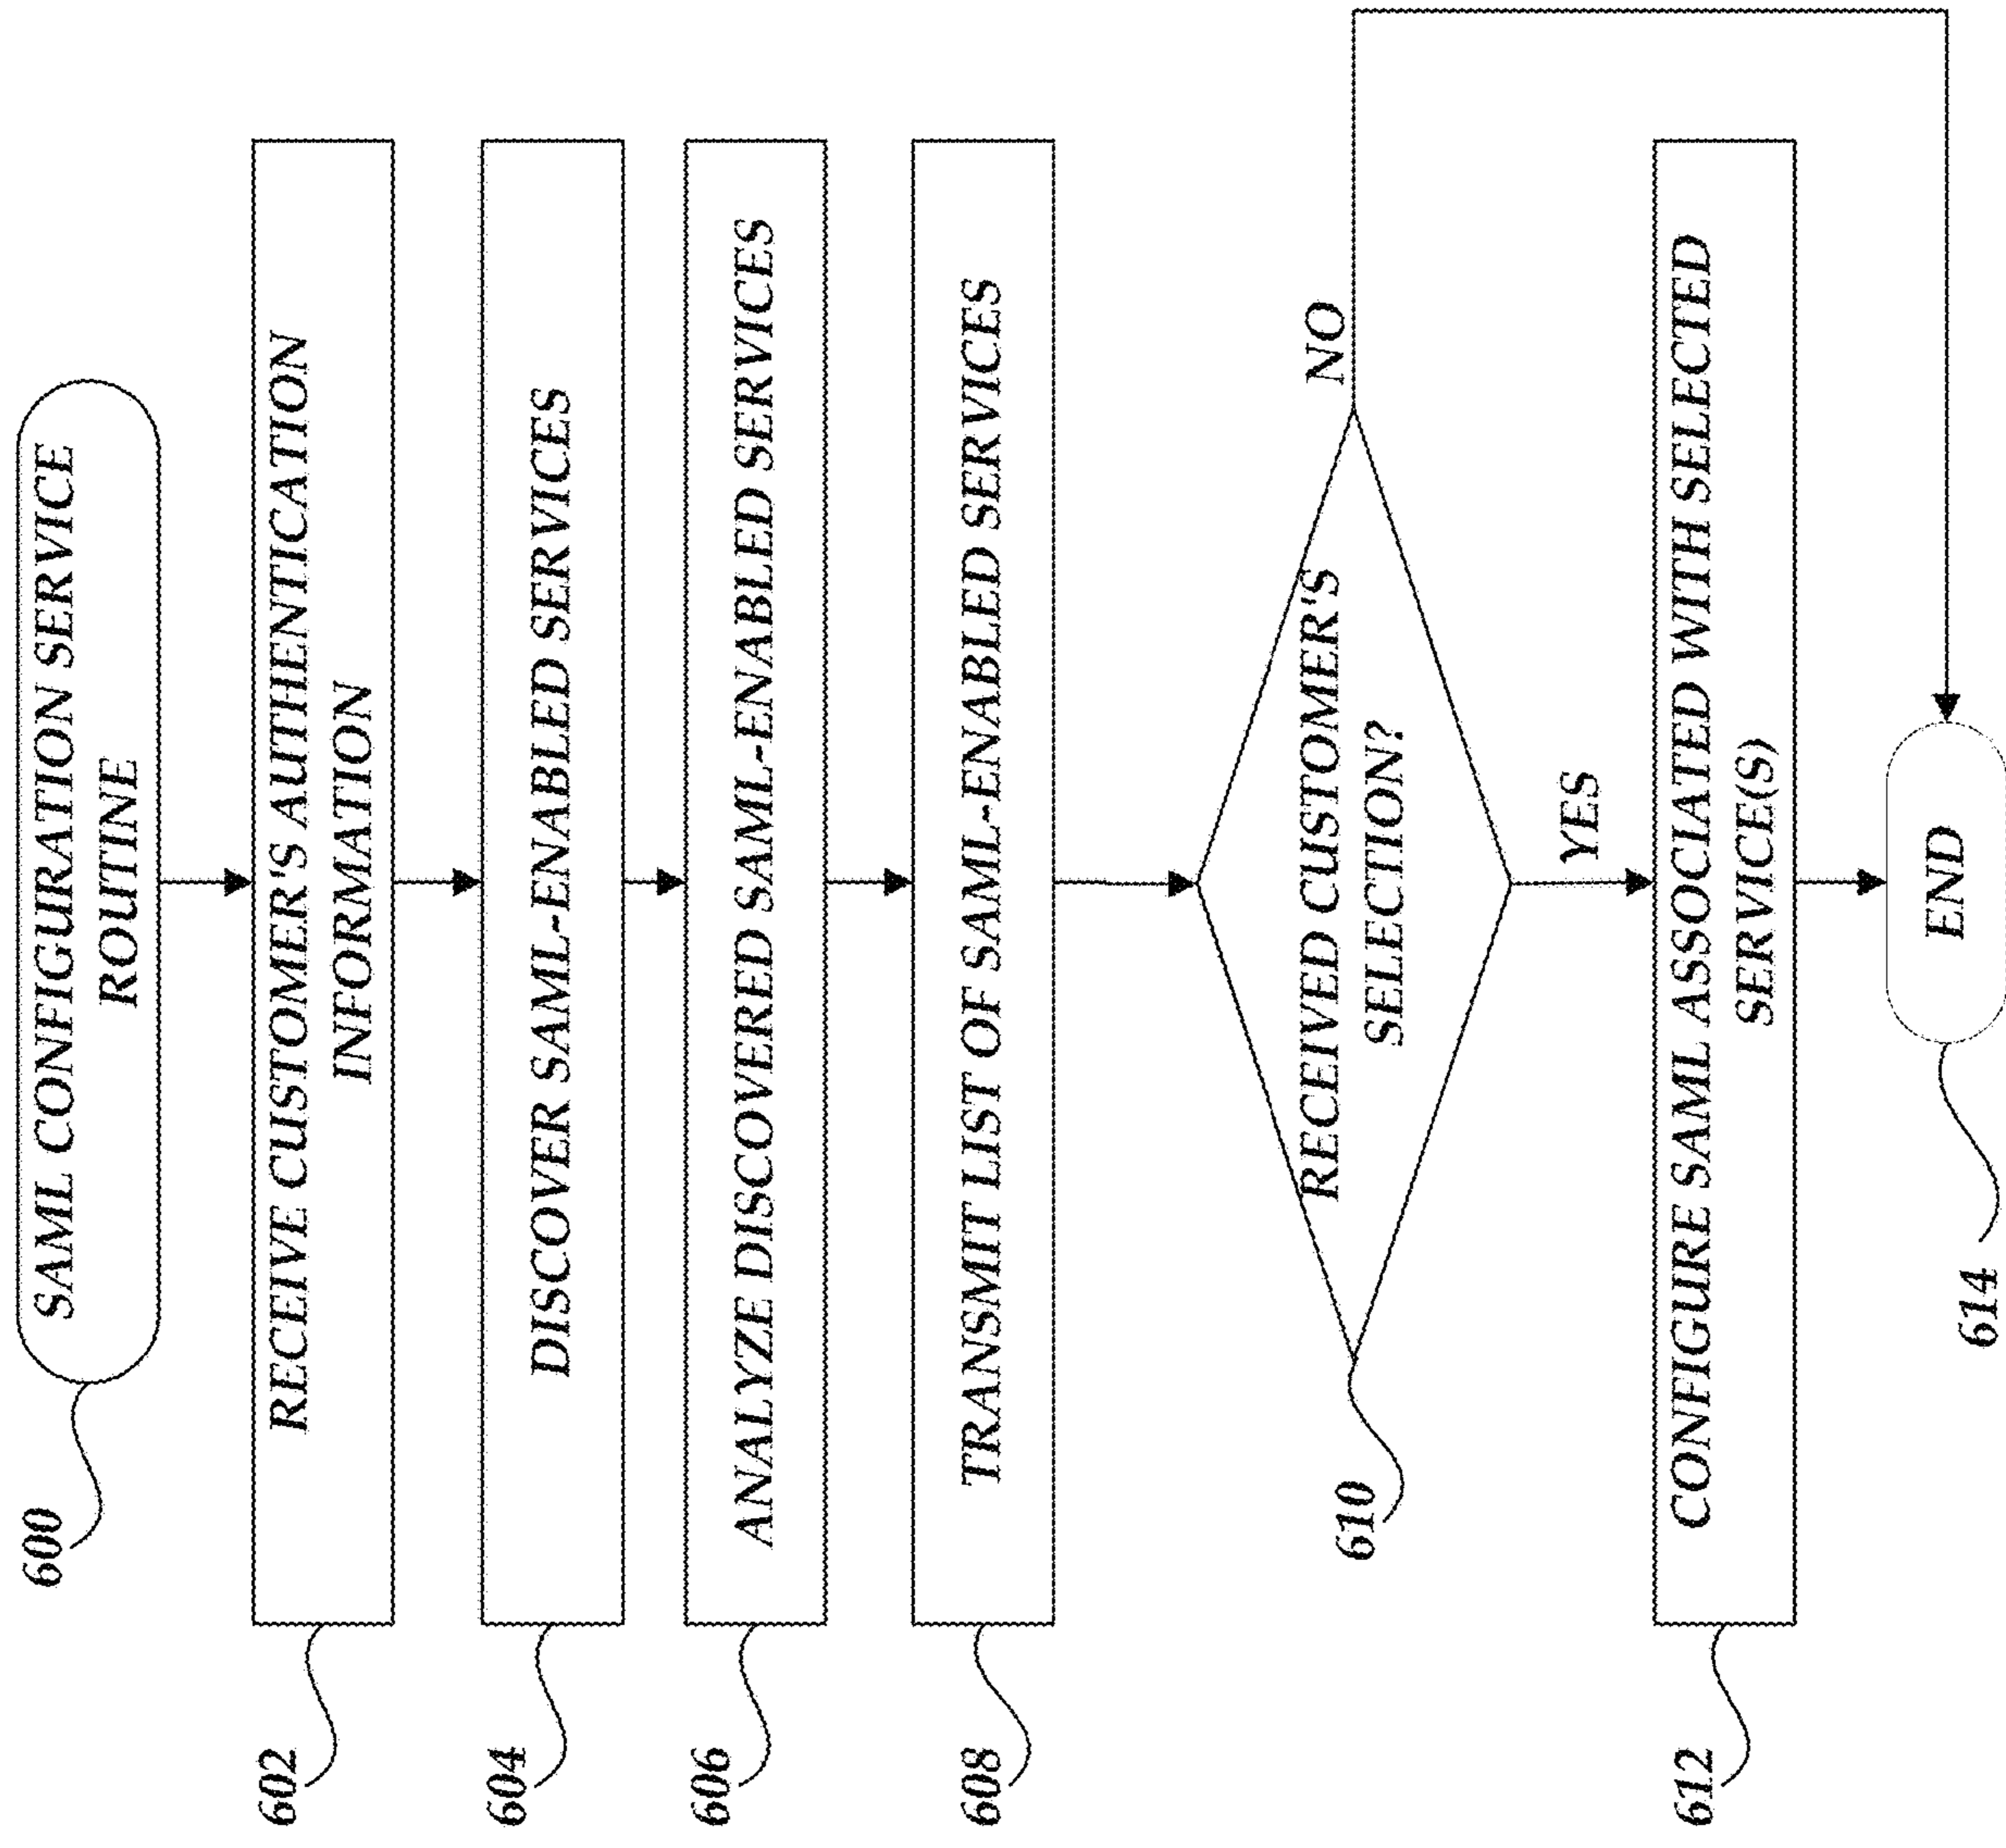 600
SAML CONFIGURATION SERVICE
ROUTINE
602
RECEIVE CUSTOMER'S AUTHENTICATION
INFORMATION
604
DISCOVER SAML-ENABLED SERVICES
606
ANALYZE DISCOVERED SAML-ENABLED SERVICES
608
TRANSMIT LIST OF SAML-ENABLED SERVICES
610
RECEIVED CUSTOMER'S
SELECTION?
NO
YES
612
CONFIGURE SAML ASSOCIATED WITH SELECTED
SERVICE(S)
614
END